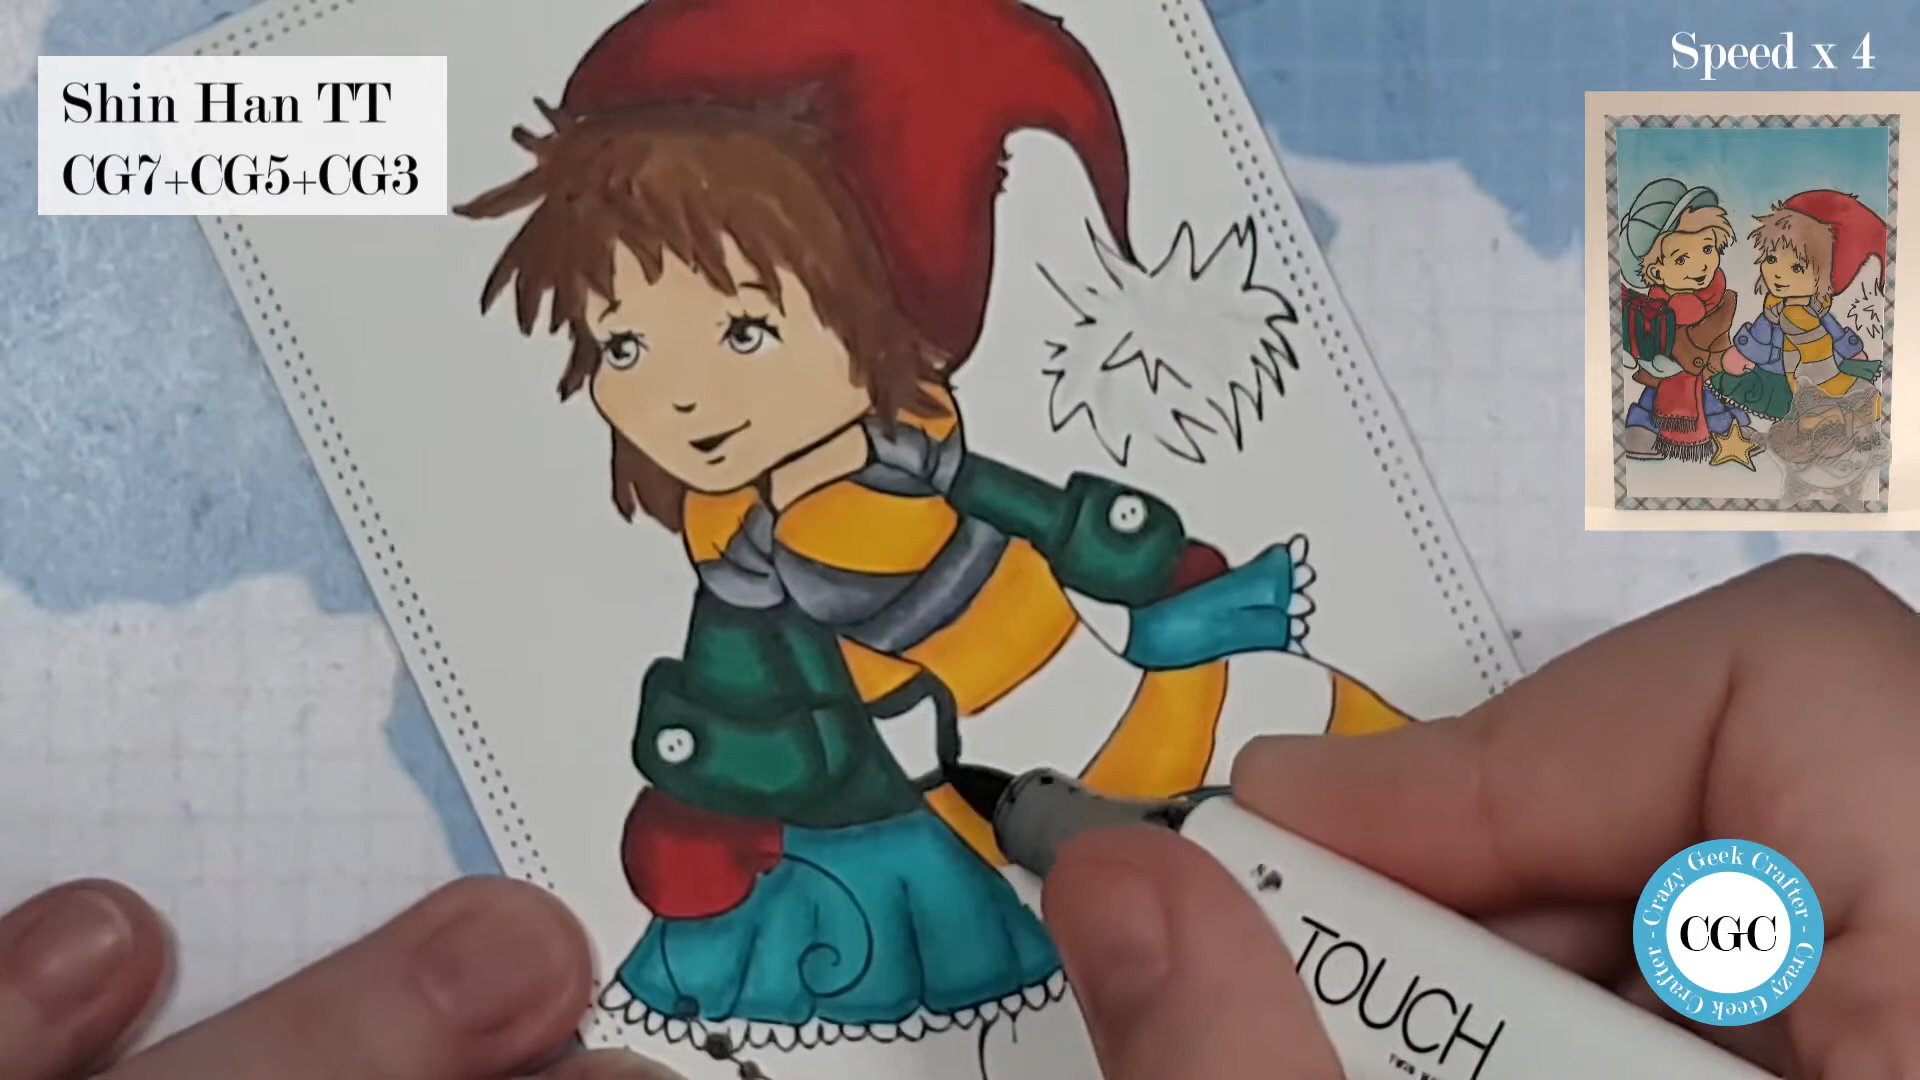 Shin Han TT
CG7+CG5+CG3
Speed x 4
Crazy Geek Crafter - Crazy Geek Crafter -
CGC
TOUCH